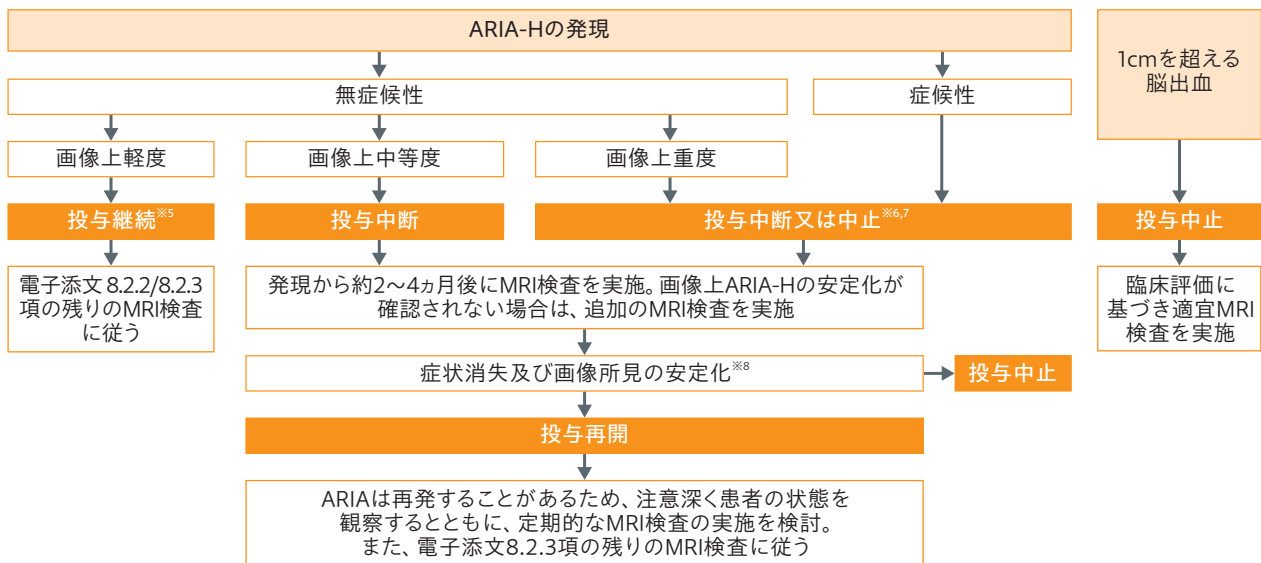 ARIA-Hの発現
1cmを超える
脳出血
無症候性
症候性
画像上軽度
画像上中等度
画像上重度
投与継続※5
投与中断
投与中断又は中止※6,7
投与中止
電子添文 8.2.2/8.2.3
項の残りのMRI検査
に従う
発現から約2～4ヵ月後にMRI検査を実施。画像上ARIA-Hの安定化が
確認されない場合は、追加のMRI検査を実施
臨床評価に
基づき適宜MRI
検査を実施
症状消失及び画像所見の安定化※8
投与中止
投与再開
ARIAは再発することがあるため、注意深く患者の状態を
観察するとともに、定期的なMRI検査の実施を検討。
また、電子添文8.2.3項の残りのMRI検査に従う